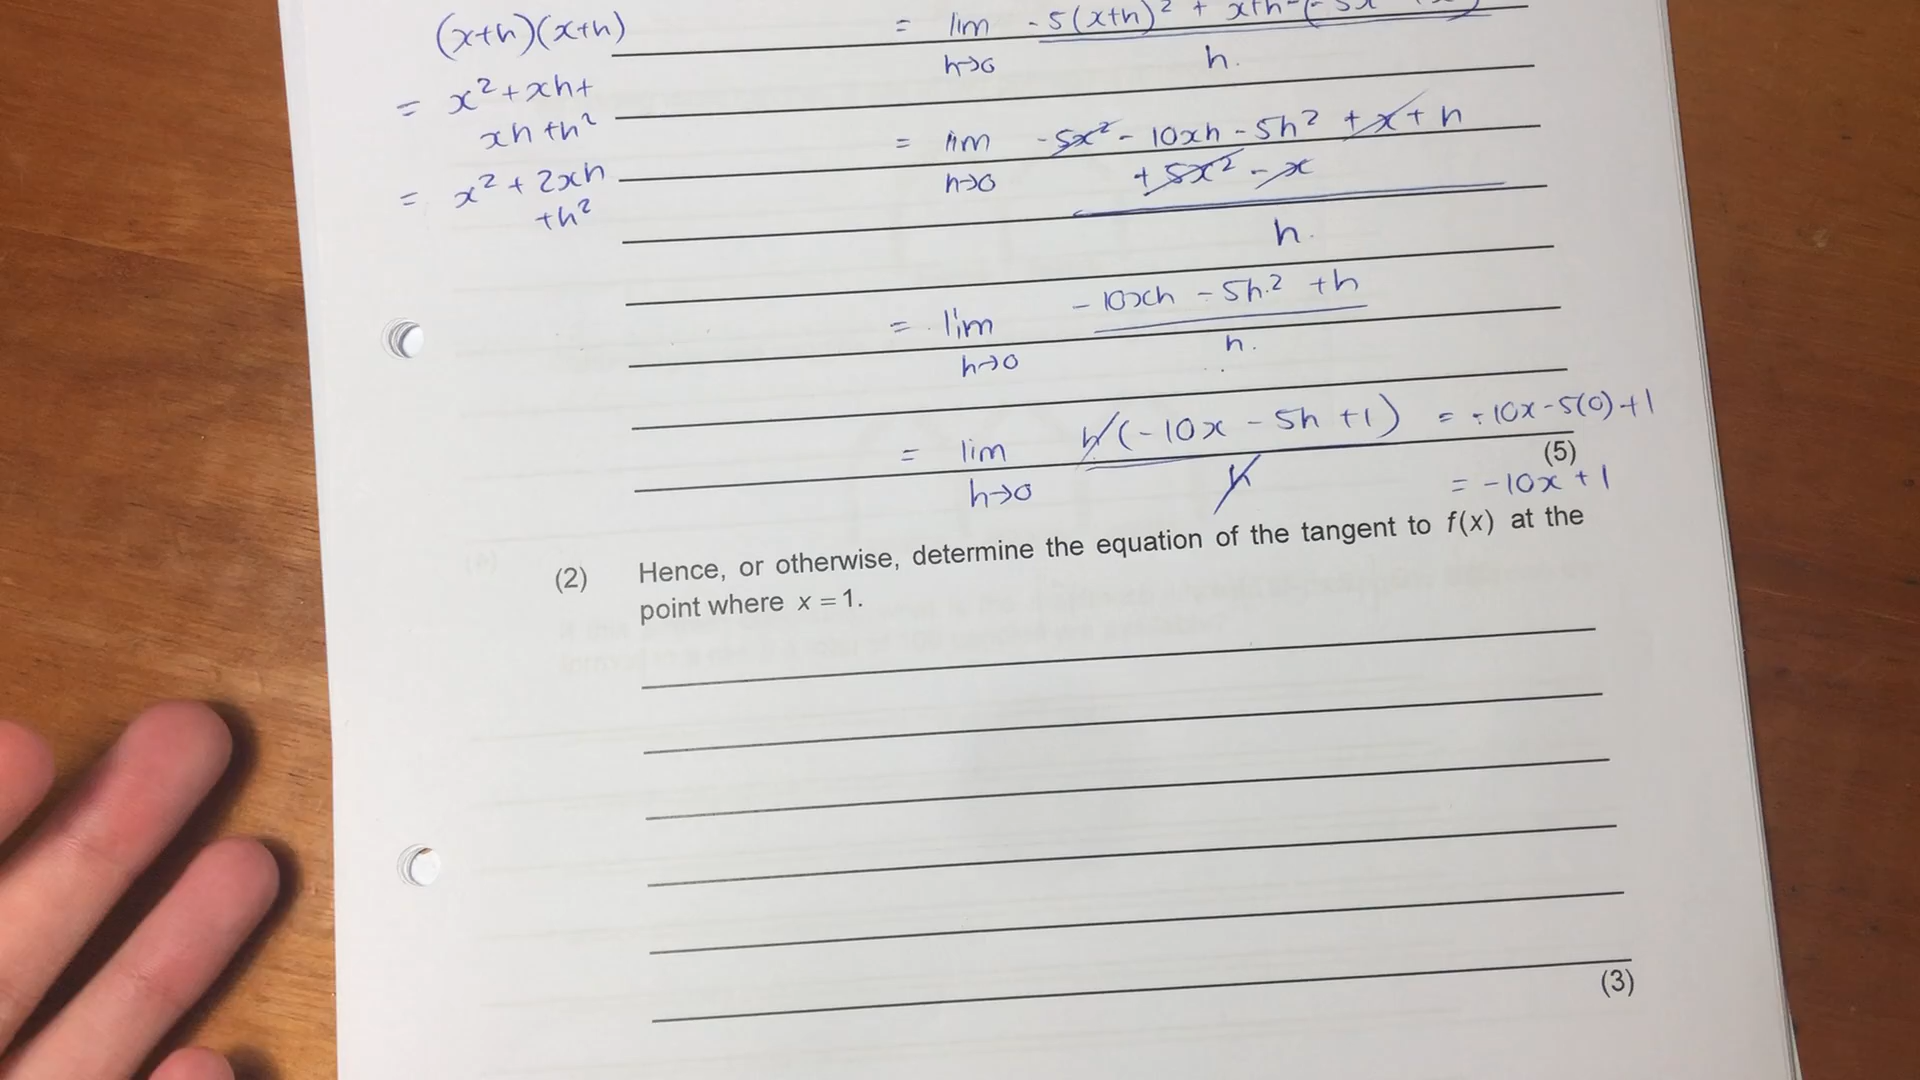 (x+h)(x+h)
= x² + xh +
xh + h²
= x² + 2xh
+ h²
= lim -5(x+h)² + x+h-(-5x²
h→0 h.
= lim -5x² - 10xh - 5h² + x + h
+ 5x² - x
h→0
h.
= lim -10xh - 5h² + h
h→0 h.
= lim h(-10x - 5h + 1) = -10x - 5(0) + 1
h→0 h
(5)
= -10x + 1
(2) Hence, or otherwise, determine the equation of the tangent to f(x) at the
point where x = 1.
(3)